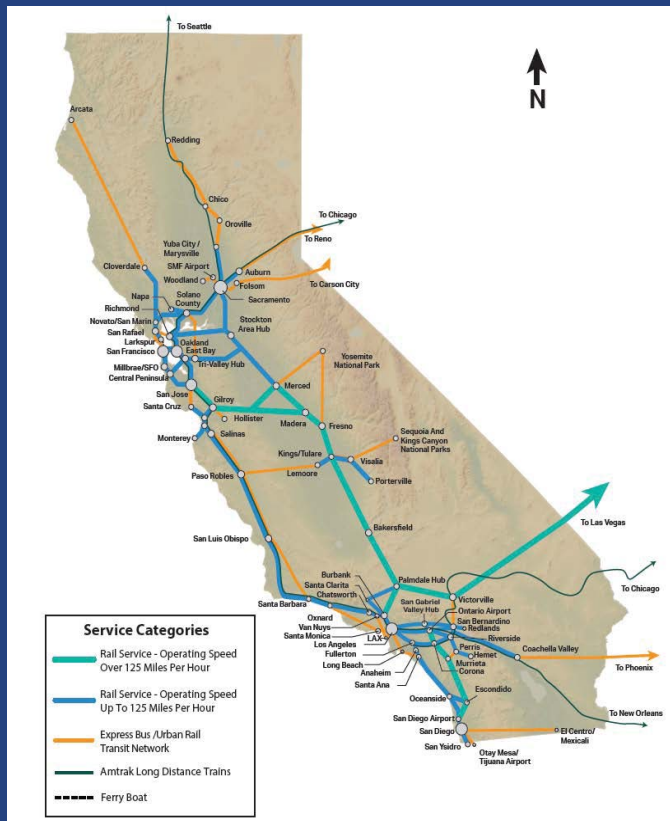 To Seattle
N
Arcata
Redding
Chico
Oroville
To Chicago
To Reno
Yuba City /
Marysville
SMF Airport
Woodland
Auburn
Folsom
To Carson City
Cloverdale
Napa
Solano
County
Sacramento
Richmond
Novato/San Marin
San Rafael
Larkspur
San Francisco
Oakland
East Bay
Tri-Valley Hub
Stockton
Area Hub
Millbrae/SFO
Central Peninsula
Yosemite
National Park
San Jose
Santa Cruz
Gilroy
Merced
Hollister
Madera
Fresno
Monterey
Salinas
Sequoia And
Kings Canyon
National Parks
Kings/Tulare
Visalia
Lemoore
Porterville
Paso Robles
San Luis Obispo
Bakersfield
To Las Vegas
To Chicago
Burbank
Santa Clarita
Chatsworth
Palmdale Hub
Victorville
Santa Barbara
San Gabriel
Valley Hub
Ontario Airport
San Bernardino
Redlands
Oxnard
Van Nuys
Santa Monica
LAX
Los Angeles
Fullerton
Long Beach
Anaheim
Santa Ana
Riverside
Perris
Hemet
Murrieta
Corona
Coachella Valley
To Phoenix
Oceanside
Escondido
To New Orleans
San Diego Airport
San Diego
San Ysidro
Otay Mesa/
Tijuana Airport
El Centro/
Mexicali
Service Categories
Rail Service - Operating Speed
Over 125 Miles Per Hour
Rail Service - Operating Speed
Up To 125 Miles Per Hour
Express Bus /Urban Rail
Transit Network
Amtrak Long Distance Trains
Ferry Boat